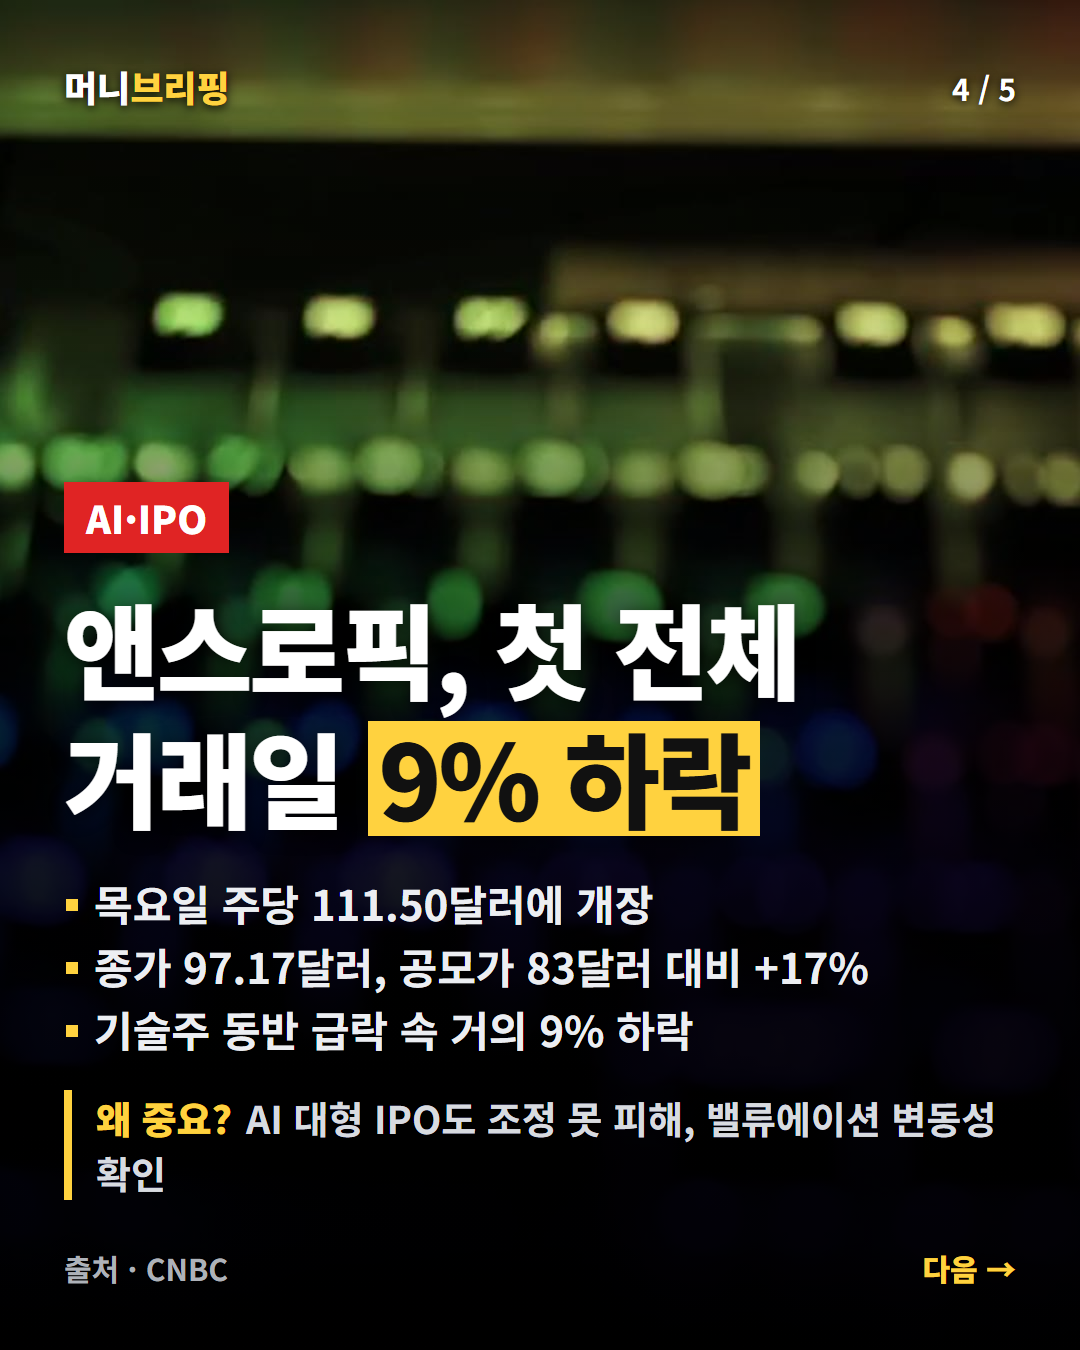 머니브리핑
4 / 5
AI·IPO
앤스로픽, 첫 전체
거래일 9% 하락
목요일 주당 111.50달러에 개장
종가 97.17달러, 공모가 83달러 대비 +17%
기술주 동반 급락 속 거의 9% 하락
왜 중요? AI 대형 IPO도 조정 못 피해, 밸류에이션 변동성
확인
출처 · CNBC
다음 →